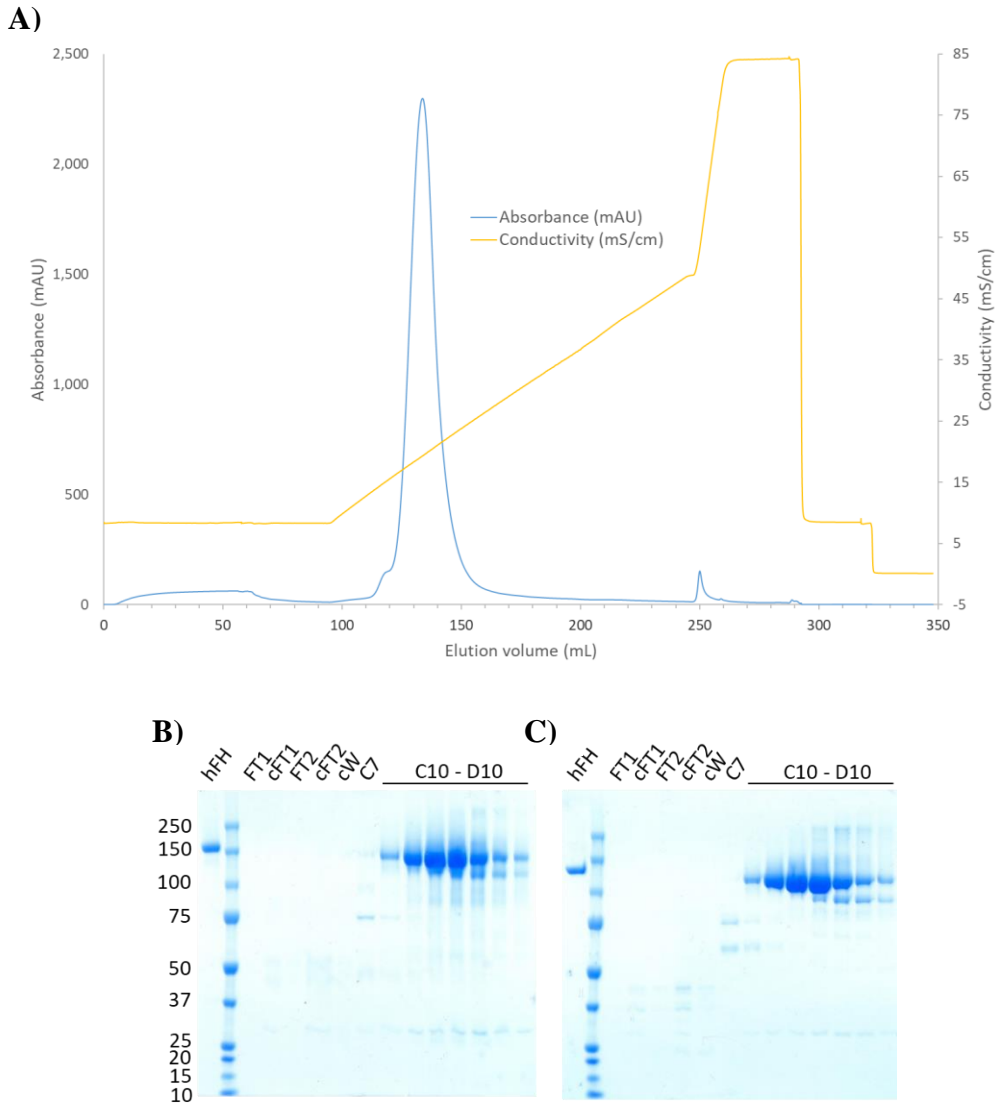 A)
2,500
2,000
1,500
1,000
500
0
Absorbance (mAU)
Absorbance (mAU)
Conductivity (mS/cm)
85
75
65
55
45
35
25
15
5
-5
Conductivity (mS/cm)
0 50 100 150 200 250 300 350
Elution volume (mL)
B)
hFH FT1 cFT1 FT2 cFT2 cW C7 C10 - D10
250
150
100
75
50
37
25
20
15
10
C)
hFH FT1 cFT1 FT2 cFT2 cW C7 C10 - D10